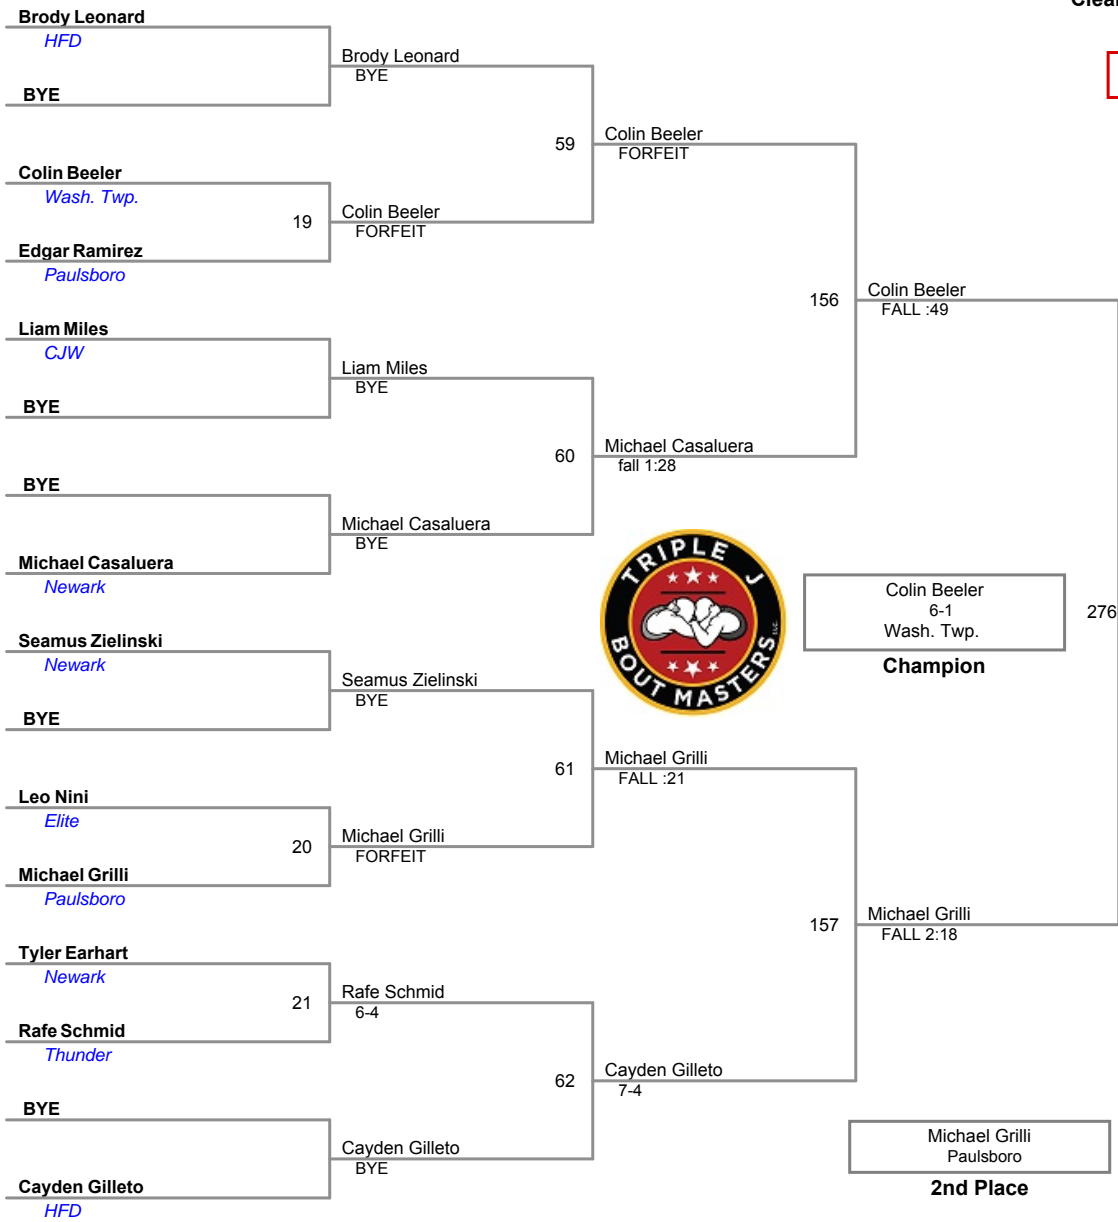 Clear
Brody Leonard
HFD
Brody Leonard
BYE
BYE
59
Colin Beeler
FORFEIT
Colin Beeler
Wash. Twp.
19
Colin Beeler
FORFEIT
Edgar Ramirez
Paulsboro
156
Colin Beeler
FALL :49
Liam Miles
CJW
Liam Miles
BYE
BYE
60
Michael Casaluera
fall 1:28
BYE
Michael Casaluera
BYE
Michael Casaluera
Newark
TRIPLE J
BOUT MASTERS LLC.
Colin Beeler
6-1
Wash. Twp.
276
Champion
Seamus Zielinski
Newark
Seamus Zielinski
BYE
BYE
61
Michael Grilli
FALL :21
Leo Nini
Elite
20
Michael Grilli
FORFEIT
Michael Grilli
Paulsboro
157
Michael Grilli
FALL 2:18
Tyler Earhart
Newark
21
Rafe Schmid
6-4
Rafe Schmid
Thunder
62
Cayden Gilleto
7-4
BYE
Cayden Gilleto
BYE
Cayden Gilleto
HFD
Michael Grilli
Paulsboro
2nd Place